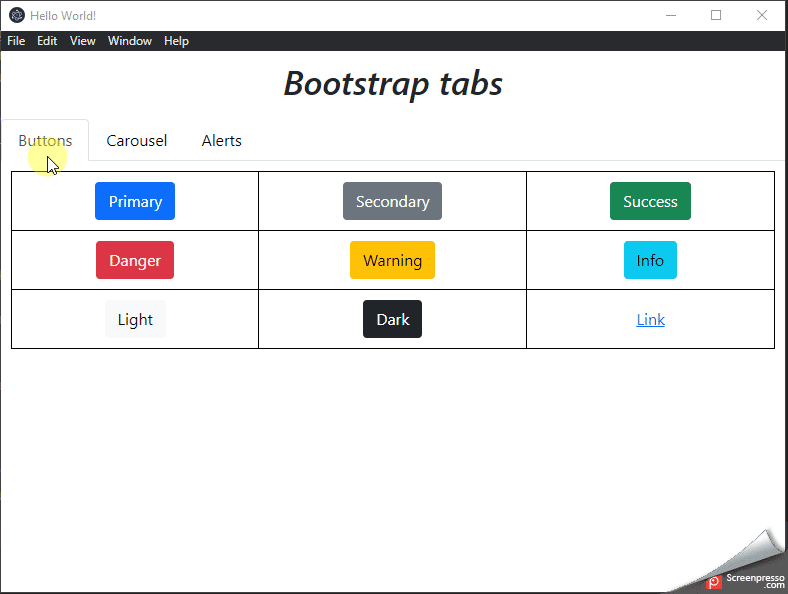 Hello World!
File Edit View Window Help
Bootstrap tabs
Buttons Carousel Alerts
Primary Secondary Success
Danger Warning Info
Light Dark Link
Screenpresso
.com